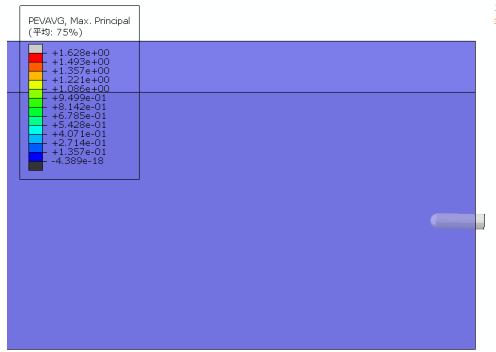 PEVAVG, Max. Principal
(平均: 75%)
+1.628e+00
+1.493e+00
+1.357e+00
+1.221e+00
+1.086e+00
+9.499e-01
+8.142e-01
+6.785e-01
+5.428e-01
+4.071e-01
+2.714e-01
+1.357e-01
-4.389e-18